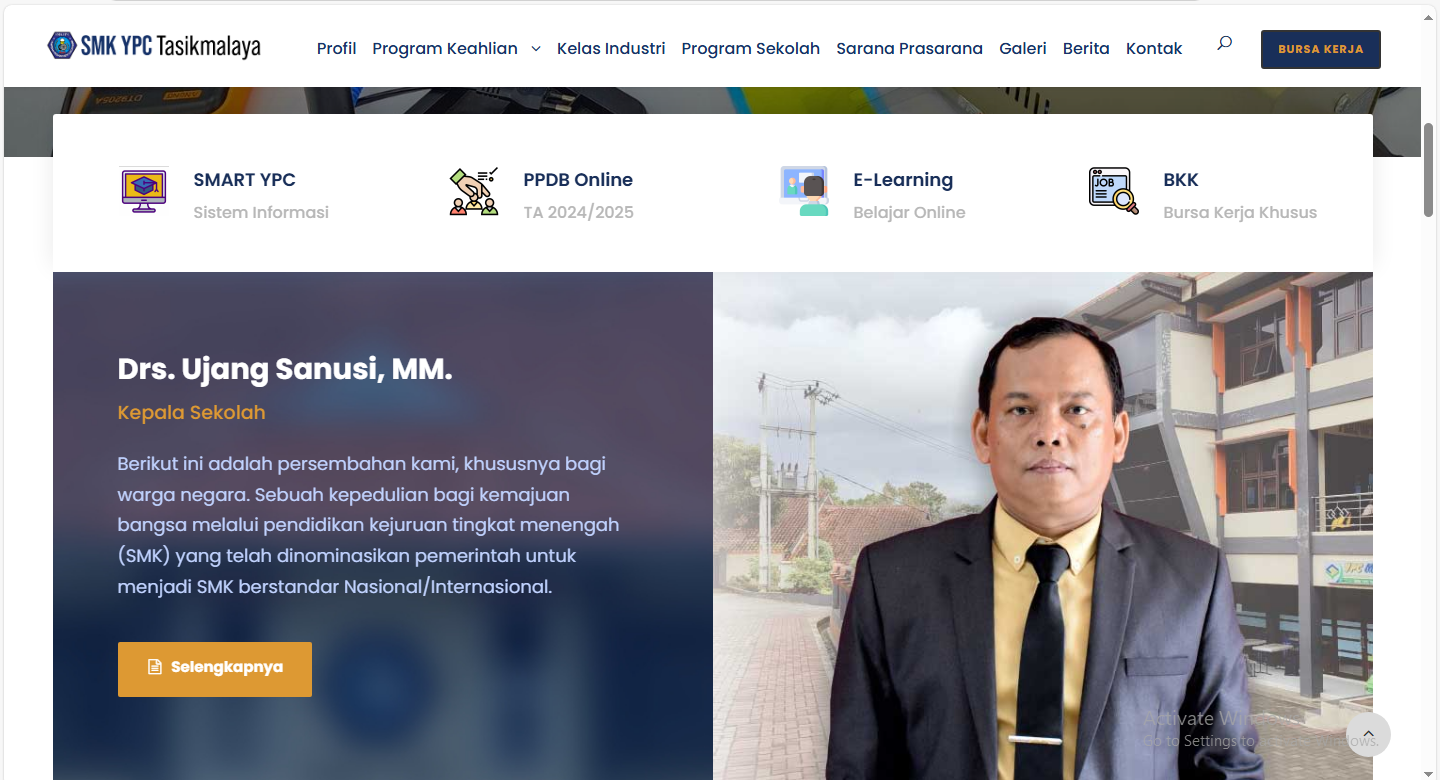 SMK YPC Tasikmalaya
Profil
Program Keahlian
Kelas Industri
Program Sekolah
Sarana Prasarana
Galeri
Berita
Kontak
BURSA KERJA
SMART YPC
Sistem Informasi
PPDB Online
TA 2024/2025
E-Learning
Belajar Online
JOB
BKK
Bursa Kerja Khusus
Drs. Ujang Sanusi, MM.
Kepala Sekolah
Berikut ini adalah persembahan kami, khususnya bagi
warga negara. Sebuah kepedulian bagi kemajuan
bangsa melalui pendidikan kejuruan tingkat menengah
(SMK) yang telah dinominasikan pemerintah untuk
menjadi SMK berstandar Nasional/Internasional.
Selengkapnya
Activate
Go to Settings to